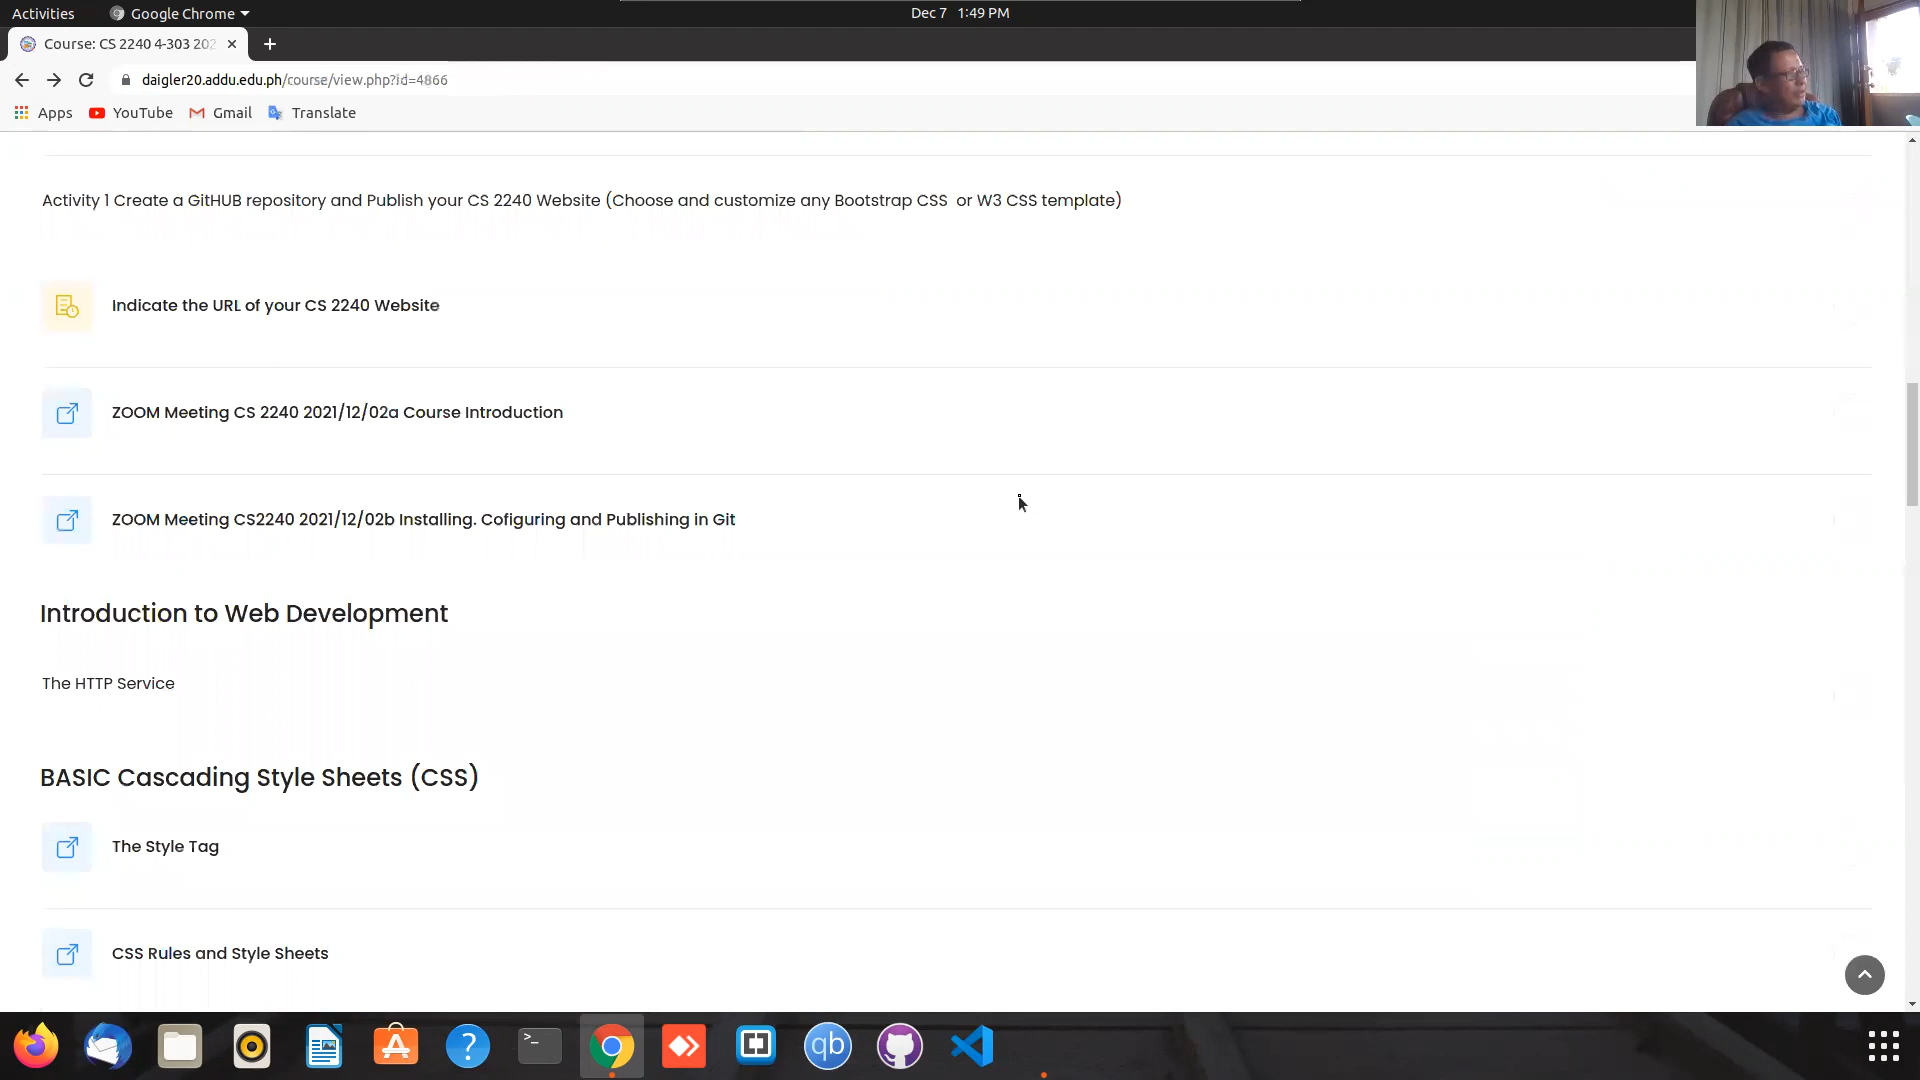 Activities
Google Chrome
Dec 7 1:49 PM
Course: CS 2240 4-303 202
daigler20.addu.edu.ph/course/view.php?id=4866
Apps
YouTube
Gmail
Translate
Activity 1 Create a GitHUB repository and Publish your CS 2240 Website (Choose and customize any Bootstrap CSS or W3 CSS template)
Indicate the URL of your CS 2240 Website
ZOOM Meeting CS 2240 2021/12/02a Course Introduction
ZOOM Meeting CS2240 2021/12/02b Installing. Cofiguring and Publishing in Git
Introduction to Web Development
The HTTP Service
BASIC Cascading Style Sheets (CSS)
The Style Tag
CSS Rules and Style Sheets
qb